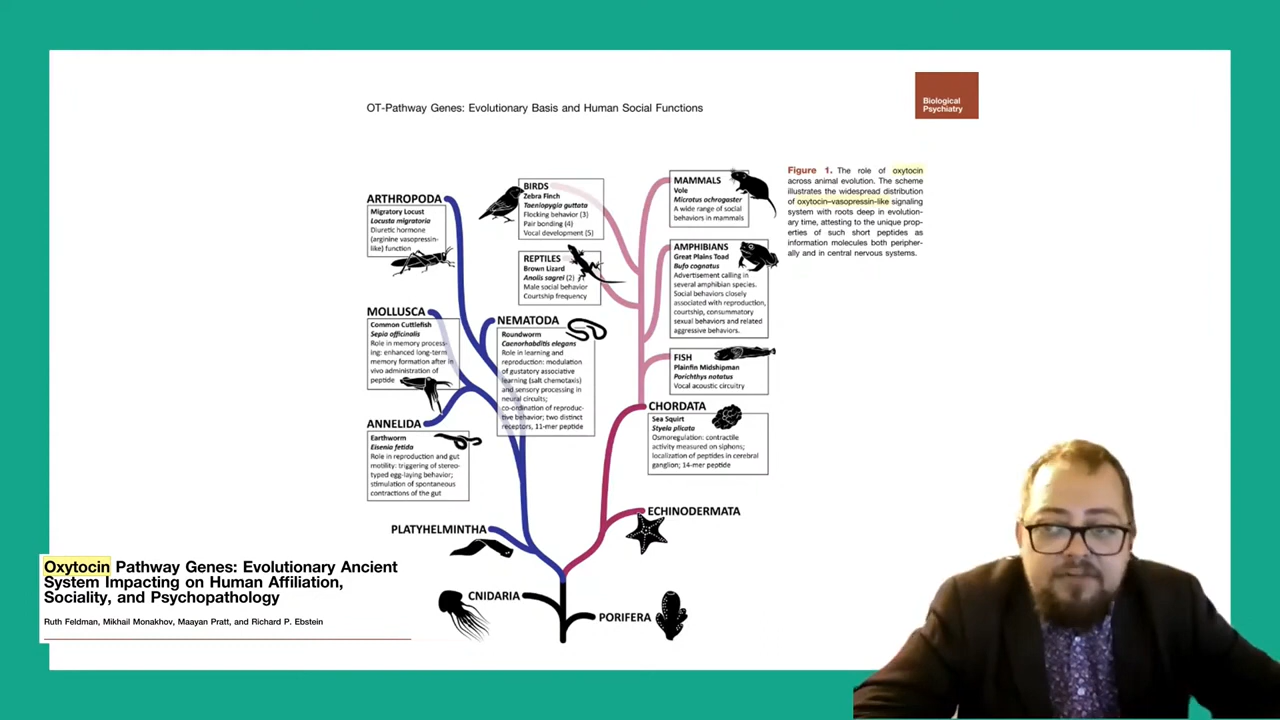 OT-Pathway Genes: Evolutionary Basis and Human Social Functions
Biological
Psychiatry
Figure 1. The role of oxytocin
across animal evolution. The scheme
illustrates the widespread distribution
of oxytocin–vasopressin-like signaling
system with roots deep in evolution-
ary time, attesting to the unique prop-
erties of such short peptides as
information molecules both peripher-
ally and in central nervous systems.
ARTHROPODA
Migratory Locust
Locusta migratoria
Diuretic hormone
(arginine vasopressin-
like) function
BIRDS
Zebra Finch
Taeniopygia guttata
Flocking behavior (3)
Pair bonding (4)
Vocal development (5)
MAMMALS
Vole
Microtus ochrogaster
A wide range of social
behaviors in mammals
REPTILES
Brown Lizard
Anolis sagrei (2)
Male social behavior
Courtship frequency
AMPHIBIANS
Great Plains Toad
Bufo cognatus
Advertisement calling in
several amphibian species.
Social behaviors closely
associated with reproduction,
courtship, consummatory
sexual behaviors and related
aggressive behaviors.
MOLLUSCA
Common Cuttlefish
Sepia officinalis
Role in memory process-
ing: enhanced long-term
memory formation after in
vivo administration of
peptide
NEMATODA
Roundworm
Caenorhabditis elegans
Role in learning and
reproduction: modulation
of gustatory associative
learning (salt chemotaxis)
and sensory processing in
neural circuits;
co-ordination of reproduc-
tive behavior; two distinct
receptors, 11-mer peptide
FISH
Plainfin Midshipman
Porichthys notatus
Vocal acoustic circuitry
CHORDATA
Sea Squirt
Styela plicata
Osmoregulation: contractile
activity measured on siphons;
localization of peptides in cerebral
ganglion; 14-mer peptide
ANNELIDA
Earthworm
Eisenia fetida
Role in reproduction and gut
motility: triggering of stereo-
typed egg-laying behavior;
stimulation of spontaneous
contractions of the gut
PLATYHELMINTHA
ECHINODERMATA
CNIDARIA
PORIFERA
Oxytocin Pathway Genes: Evolutionary Ancient
System Impacting on Human Affiliation,
Sociality, and Psychopathology
Ruth Feldman, Mikhail Monakhov, Maayan Pratt, and Richard P. Ebstein